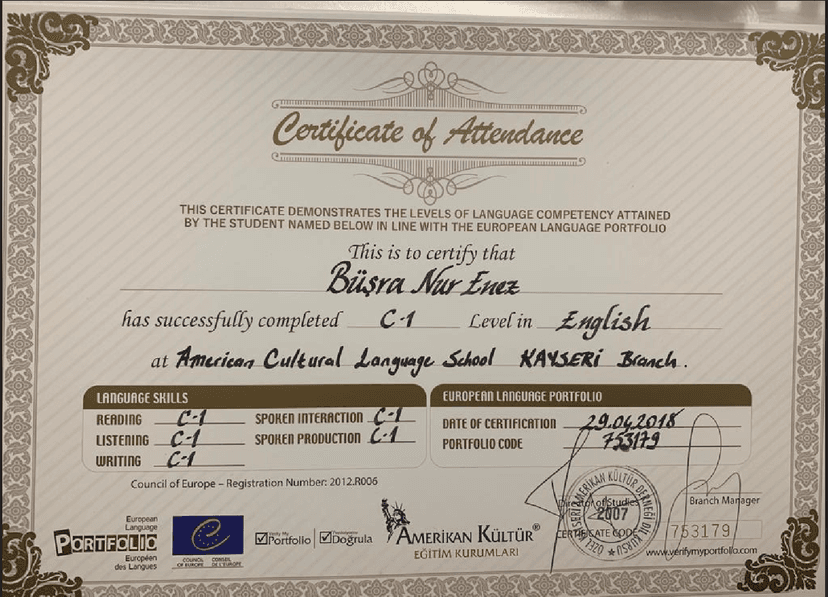 Certificate of Attendance
THIS CERTIFICATE DEMONSTRATES THE LEVELS OF LANGUAGE COMPETENCY ATTAINED
BY THE STUDENT NAMED BELOW IN LINE WITH THE EUROPEAN LANGUAGE PORTFOLIO
This is to certify that
Büşra Nur Enez
has successfully completed C-1 Level in English
at American Cultural Language School KAYSERİ Branch.
LANGUAGE SKILLS
READING C-1 SPOKEN INTERACTION C-1
LISTENING C-1 SPOKEN PRODUCTION C-1
WRITING C-1
EUROPEAN LANGUAGE PORTFOLIO
DATE OF CERTIFICATION 29.04.2018
PORTFOLIO CODE 753179
Council of Europe – Registration Number: 2012.R006
Director of Studies
Branch Manager
2007
CERTIFICATE CODE 753179
www.verifymyportfolio.com
European
Language
PORTFOLIO
Européen
des Langues
COUNCIL OF EUROPE
CONSEIL DE L'EUROPE
Verify My
Portfolio
Doğrula
AMERİKAN KÜLTÜR®
EĞİTİM KURUMLARI